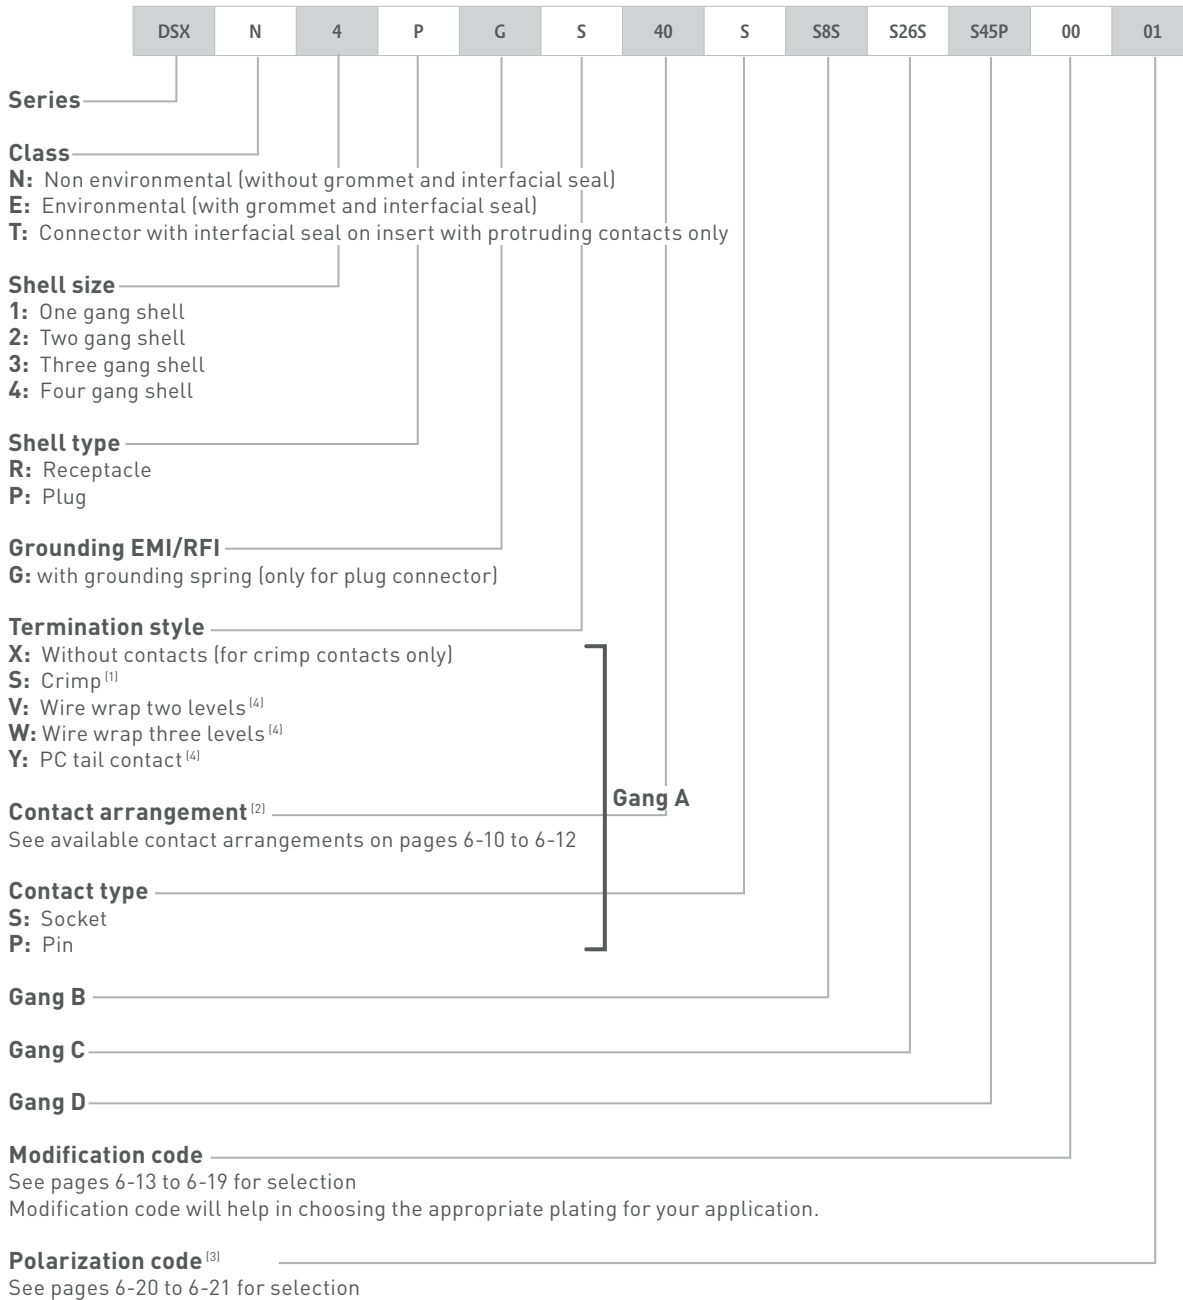 DSX N 4 P G S 40 S S8S S26S S45P 00 01
Series
Class
N: Non environmental (without grommet and interfacial seal)
E: Environmental (with grommet and interfacial seal)
T: Connector with interfacial seal on insert with protruding contacts only
Shell size
1: One gang shell
2: Two gang shell
3: Three gang shell
4: Four gang shell
Shell type
R: Receptacle
P: Plug
Grounding EMI/RFI
G: with grounding spring (only for plug connector)
Termination style
X: Without contacts (for crimp contacts only)
S: Crimp (1)
V: Wire wrap two levels (4)
W: Wire wrap three levels (4)
Y: PC tail contact (4)
Gang A
Contact arrangement (2)
See available contact arrangements on pages 6-10 to 6-12
Contact type
S: Socket
P: Pin
Gang B
Gang C
Gang D
Modification code
See pages 6-13 to 6-19 for selection
Modification code will help in choosing the appropriate plating for your application.
Polarization code (3)
See pages 6-20 to 6-21 for selection